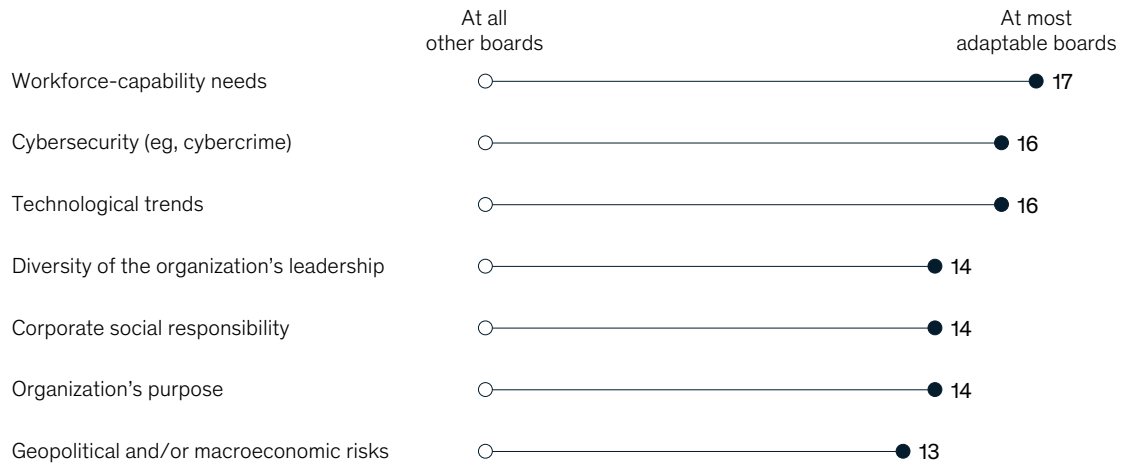 At all
other boards
At most
adaptable boards
Workforce-capability needs
17
Cybersecurity (eg, cybercrime)
16
Technological trends
16
Diversity of the organization’s leadership
14
Corporate social responsibility
14
Organization’s purpose
14
Geopolitical and/or macroeconomic risks
13